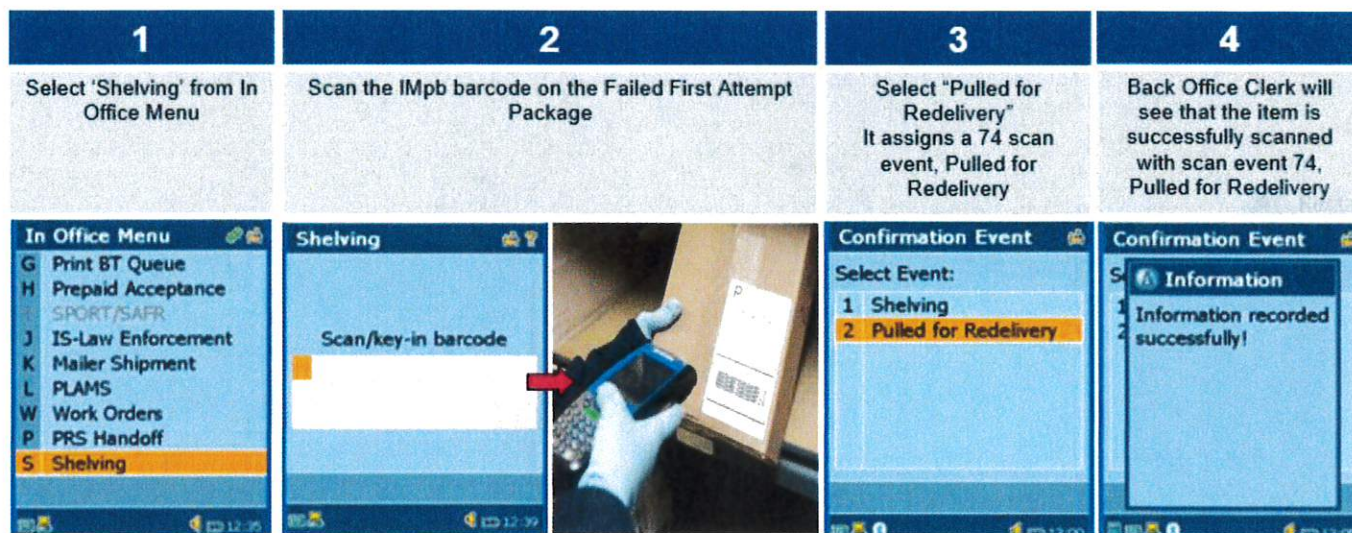 1
2
3
4
Select 'Shelving' from In
Office Menu
Scan the IMpb barcode on the Failed First Attempt
Package
Select "Pulled for
Redelivery"
It assigns a 74 scan
event, Pulled for
Redelivery
Back Office Clerk will
see that the item is
successfully scanned
with scan event 74,
Pulled for Redelivery
In Office Menu
G Print BT Queue
H Prepaid Acceptance
SPORT/SAFR
J IS-Law Enforcement
K Mailer Shipment
L PLAMS
W Work Orders
P PRS Handoff
S Shelving
12:35
Shelving
Scan/key-in barcode
12:39
Confirmation Event
Select Event:
1 Shelving
2 Pulled for Redelivery
Confirmation Event
Information
Information recorded
successfully!